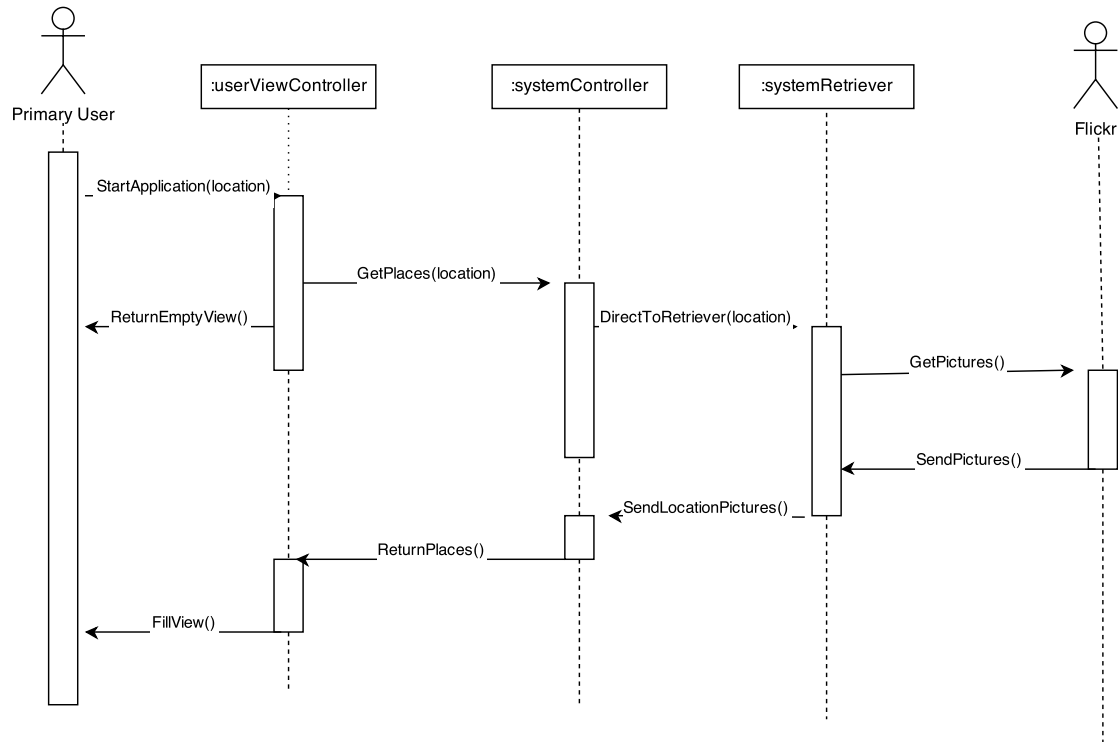 :userViewController
:systemController
:systemRetriever
Primary User
Flickr
StartApplication(location)
GetPlaces(location)
ReturnEmptyView()
DirectToRetriever(location)
GetPictures()
SendPictures()
SendLocationPictures()
ReturnPlaces()
FillView()